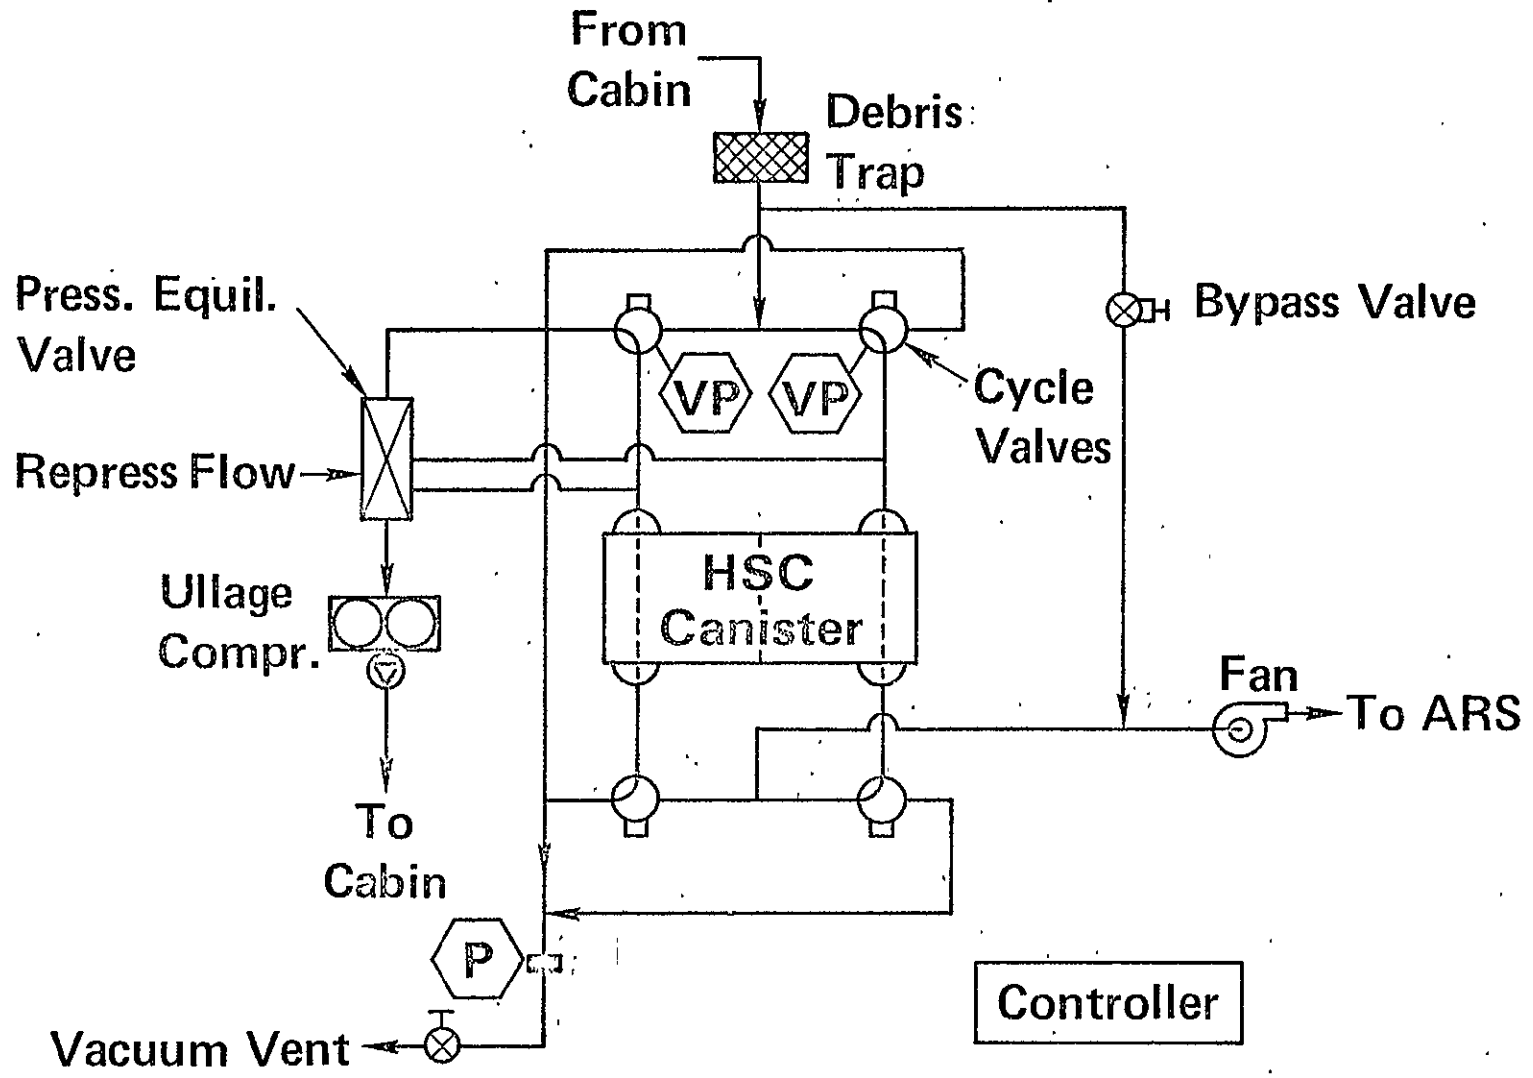 From
Cabin
Debris
Trap
Press. Equil.
Valve
Bypass Valve
VP
VP
Cycle
Valves
Repress Flow
HSC
Canister
Ullage
Compr.
Fan
To ARS
To
Cabin
P
Controller
Vacuum Vent